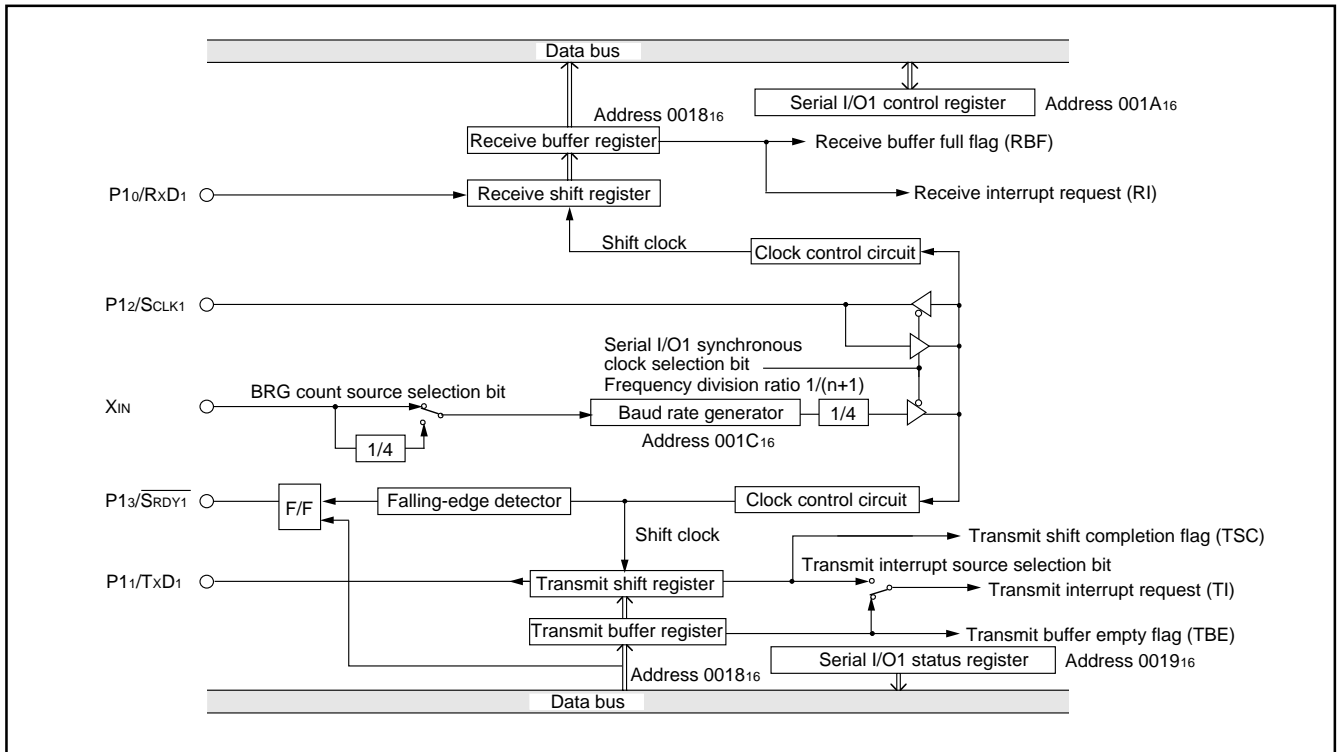 Data bus
Serial I/O1 control register Address 001A16
Address 001816
Receive buffer register Receive buffer full flag (RBF)
P10/RXD1 Receive shift register Receive interrupt request (RI)
Shift clock Clock control circuit
P12/SCLK1
Serial I/O1 synchronous
clock selection bit
BRG count source selection bit Frequency division ratio 1/(n+1)
XIN Baud rate generator 1/4
1/4 Address 001C16
P13/SRDY1 F/F Falling-edge detector Clock control circuit
Shift clock Transmit shift completion flag (TSC)
Transmit interrupt source selection bit
P11/TXD1 Transmit shift register Transmit interrupt request (TI)
Transmit buffer register Transmit buffer empty flag (TBE)
Address 001816 Serial I/O1 status register Address 001916
Data bus